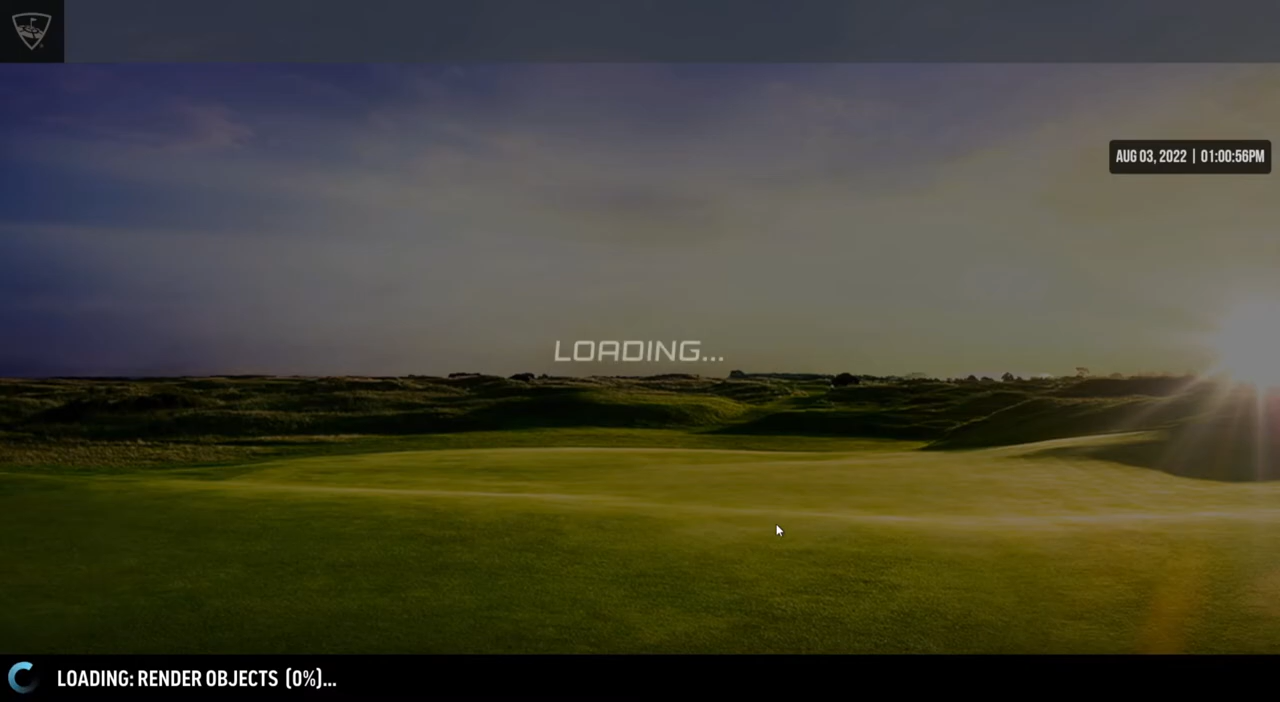 AUG 03, 2022 | 01:00:56PM
LOADING...
LOADING: RENDER OBJECTS (0%)...